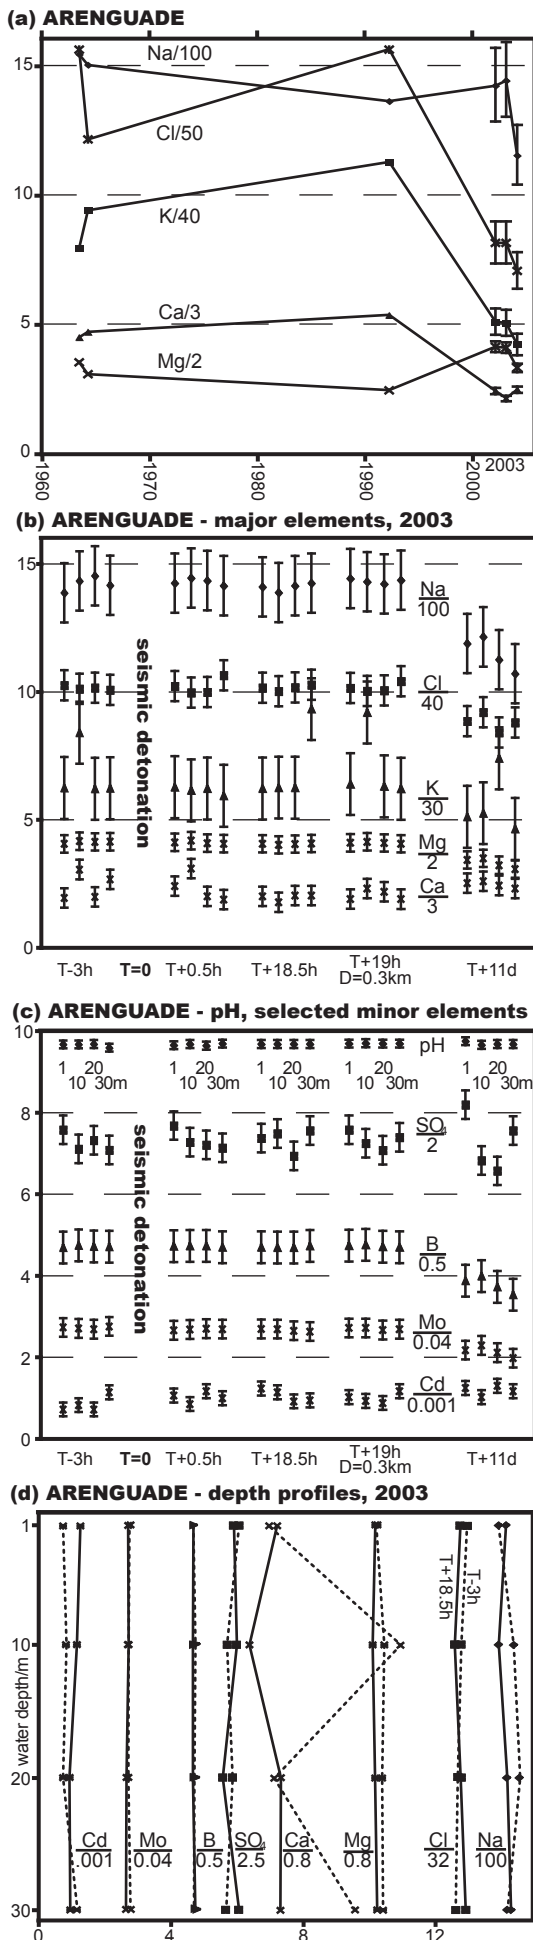 (a) ARENGUADE
15
10
5
0
Na/100
Cl/50
K/40
Ca/3
Mg/2
1960
1970
1980
1990
2000
2003
(b) ARENGUADE - major elements, 2003
15
10
5
0
seismic detonation
Na
100
Cl
40
K
30
Mg
2
Ca
3
T-3h T=0 T+0.5h T+18.5h T+19h T+11d
D=0.3km
(c) ARENGUADE - pH, selected minor elements
10
8
6
4
2
0
pH
1 20 1 20 1 20 1 20 1 20
10 30m 10 30m 10 30m 10 30m 10 30m
seismic detonation
SO4
2
B
0.5
Mo
0.04
Cd
0.001
T-3h T=0 T+0.5h T+18.5h T+19h T+11d
D=0.3km
(d) ARENGUADE - depth profiles, 2003
1
10
20
30
water depth/m
T+18.5h
T-3h
Cd Mo B SO4 Ca Mg Cl Na
.001 0.04 0.5 2.5 0.8 0.8 32 100
0 4 8 12